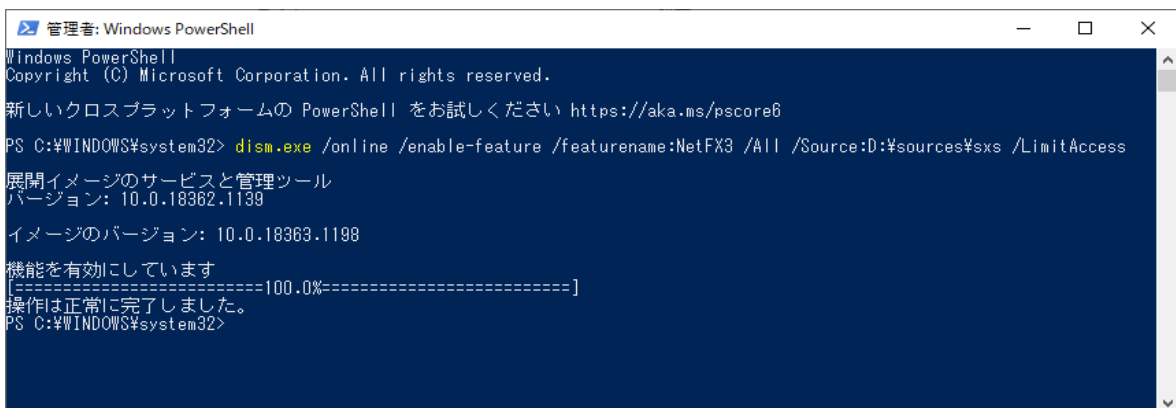 管理者: Windows PowerShell
Windows PowerShell
Copyright (C) Microsoft Corporation. All rights reserved.
新しいクロスプラットフォームの PowerShell をお試しください https://aka.ms/pscore6
PS C:¥WINDOWS¥system32> dism.exe /online /enable-feature /featurename:NetFX3 /All /Source:D:¥sources¥sxs /LimitAccess
展開イメージのサービスと管理ツール
バージョン: 10.0.18362.1139
イメージのバージョン: 10.0.18363.1198
機能を有効にしています
[==========================100.0%==========================]
操作は正常に完了しました。
PS C:¥WINDOWS¥system32>